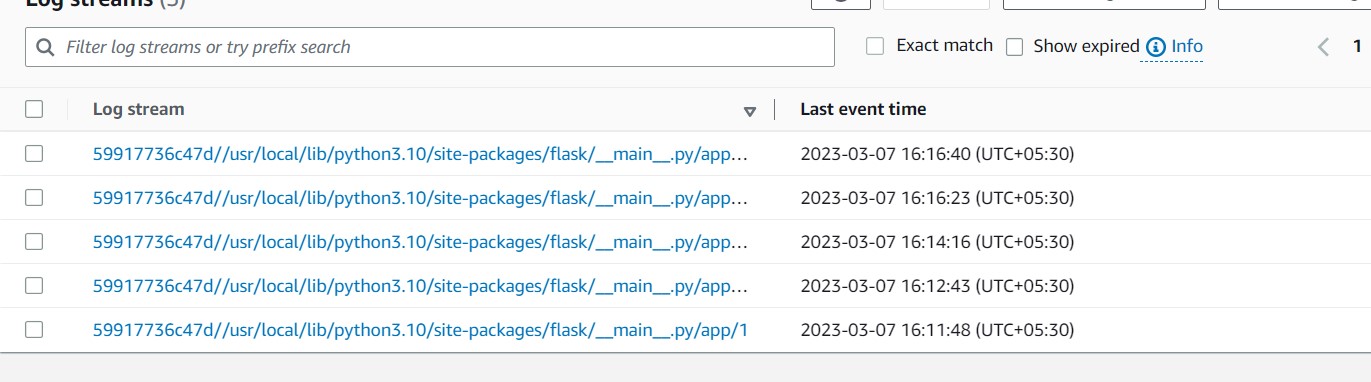 Log streams (5)
Filter log streams or try prefix search
Exact match Show expired Info 1
Log stream Last event time
59917736c47d//usr/local/lib/python3.10/site-packages/flask/__main__.py/app... 2023-03-07 16:16:40 (UTC+05:30)
59917736c47d//usr/local/lib/python3.10/site-packages/flask/__main__.py/app... 2023-03-07 16:16:23 (UTC+05:30)
59917736c47d//usr/local/lib/python3.10/site-packages/flask/__main__.py/app... 2023-03-07 16:14:16 (UTC+05:30)
59917736c47d//usr/local/lib/python3.10/site-packages/flask/__main__.py/app... 2023-03-07 16:12:43 (UTC+05:30)
59917736c47d//usr/local/lib/python3.10/site-packages/flask/__main__.py/app/1 2023-03-07 16:11:48 (UTC+05:30)